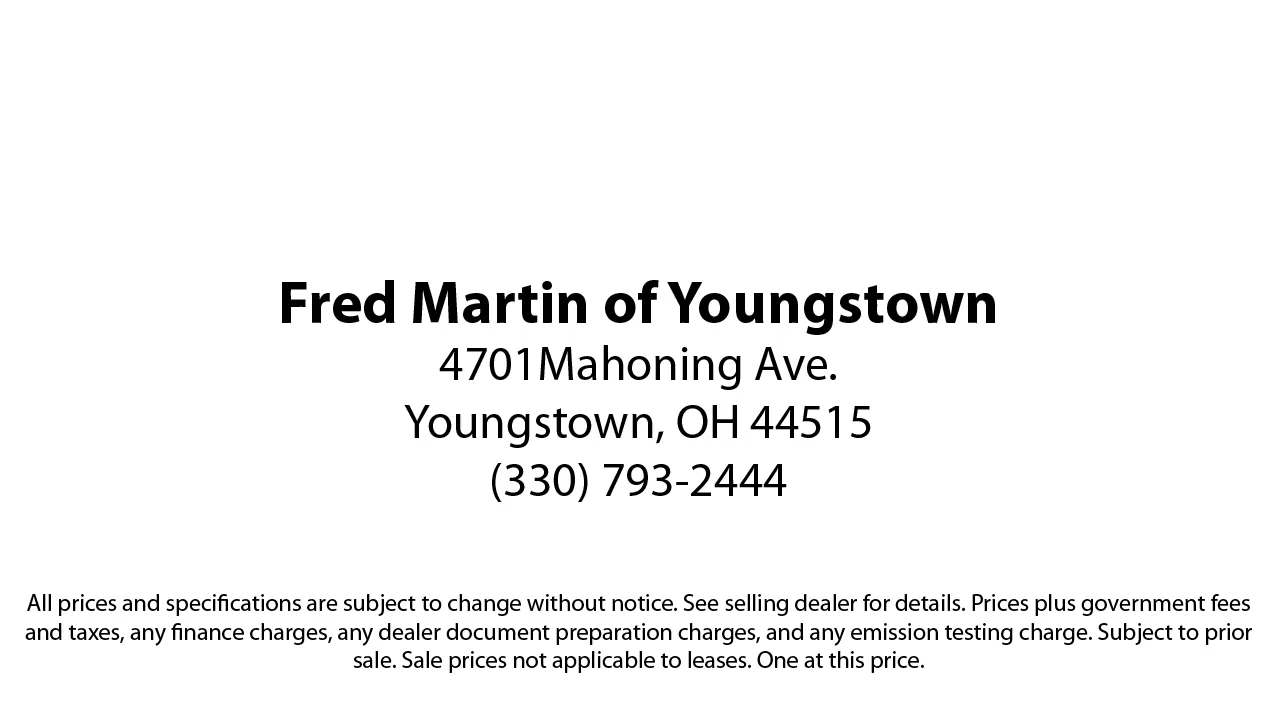 Fred Martin of Youngstown
4701Mahoning Ave.
Youngstown, OH 44515
(330) 793-2444
All prices and specifications are subject to change without notice. See selling dealer for details. Prices plus government fees
and taxes, any finance charges, any dealer document preparation charges, and any emission testing charge. Subject to prior
sale. Sale prices not applicable to leases. One at this price.